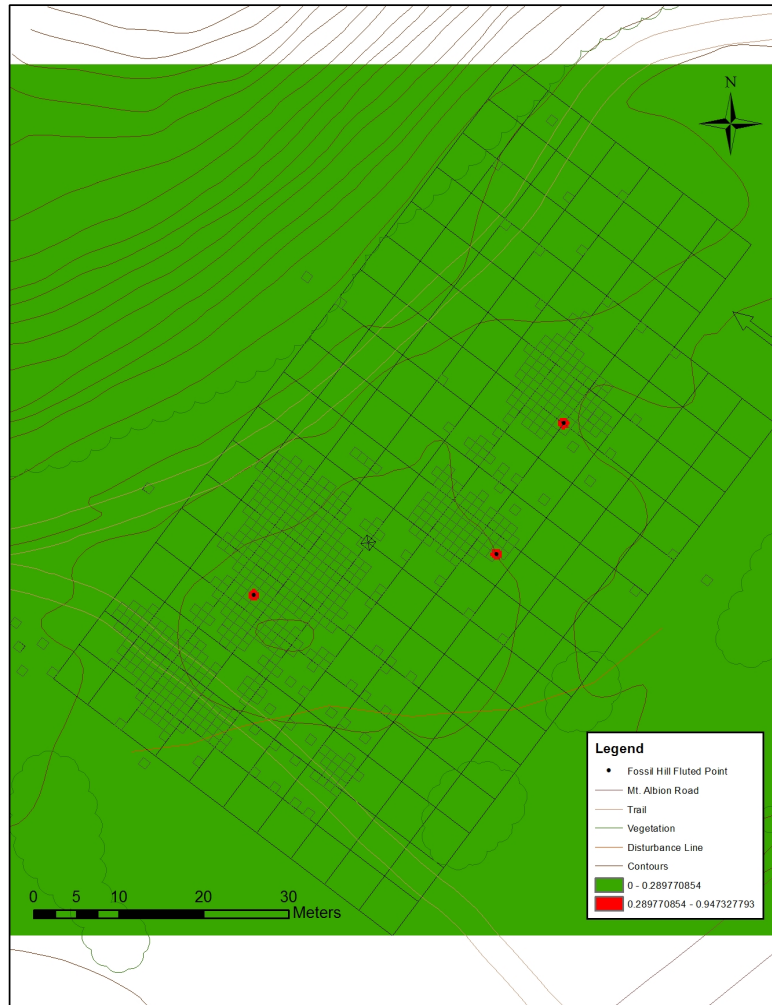 N
Legend
Fossil Hill Fluted Point
Mt. Albion Road
Trail
Vegetation
Disturbance Line
Contours
0 - 0.289770854
0.289770854 - 0.947327793
0 5 10 20 30
Meters